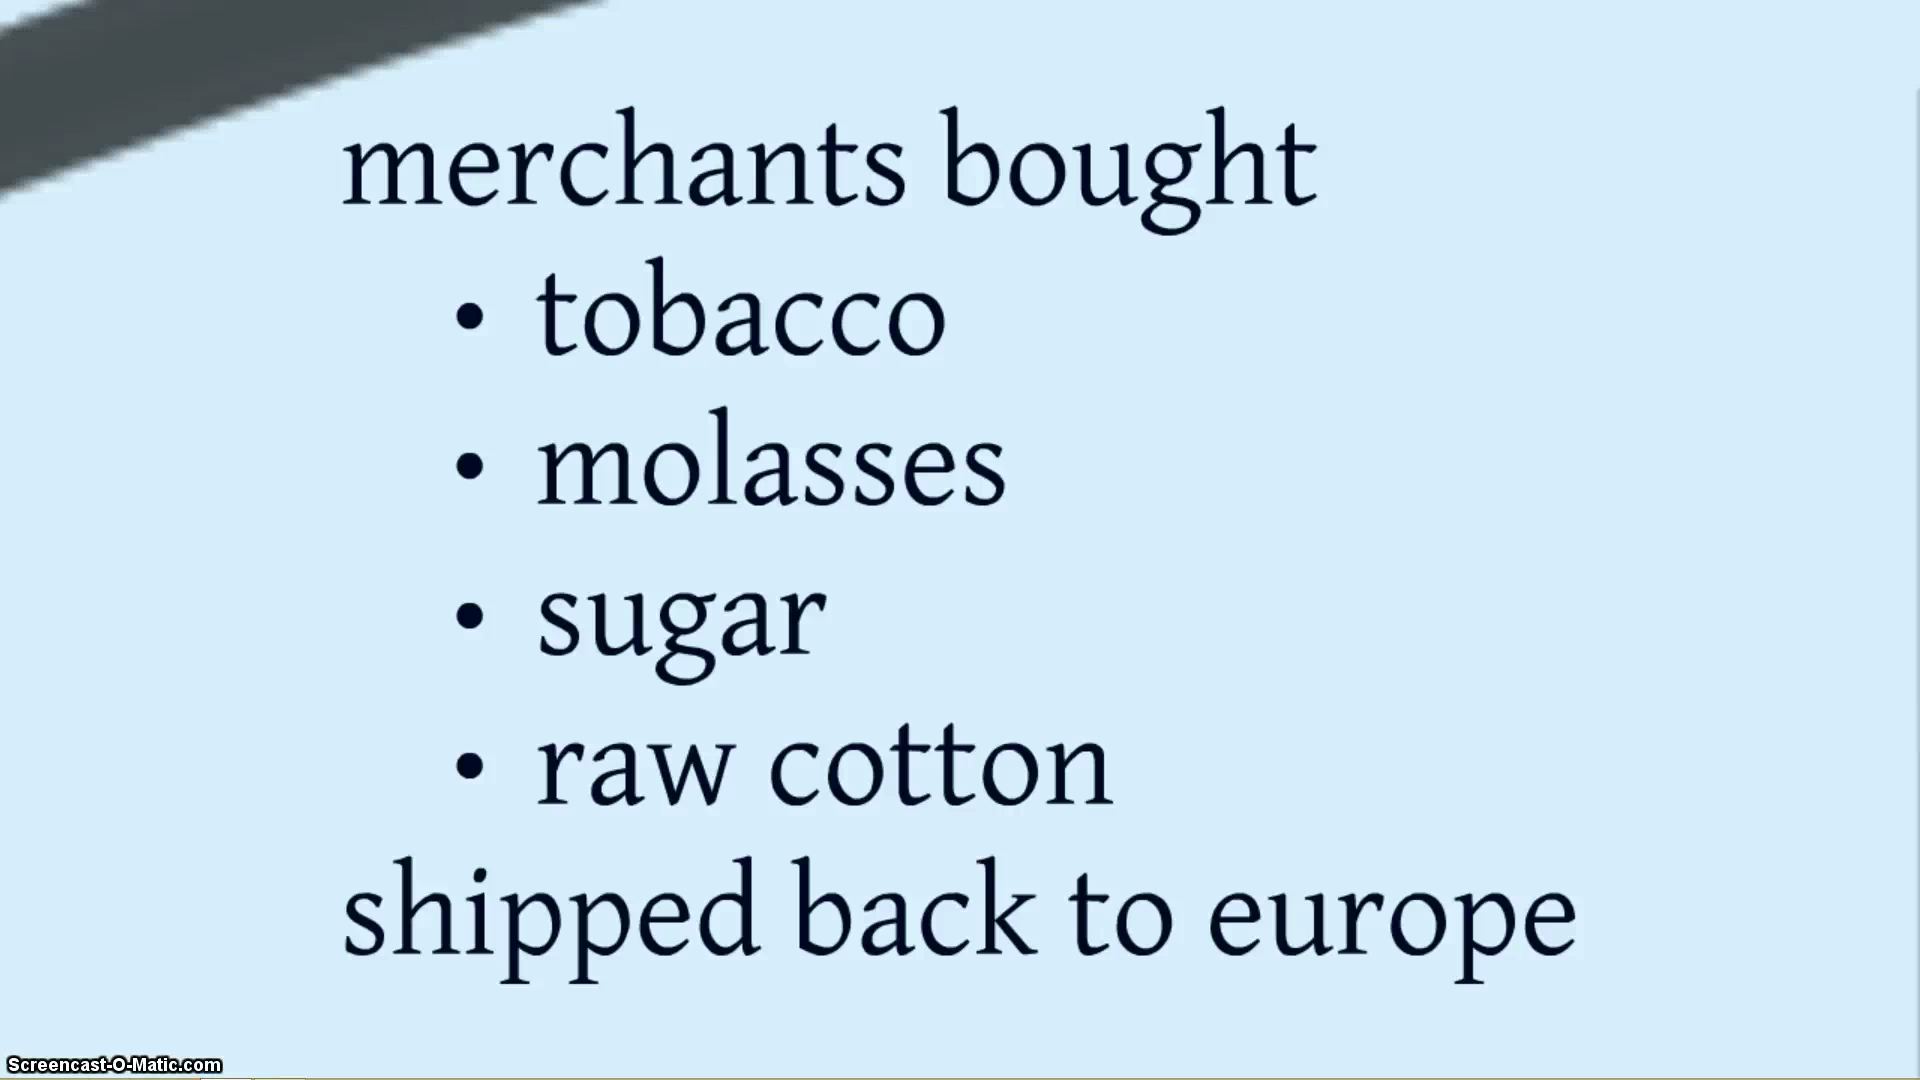 merchants bought
• tobacco
• molasses
• sugar
• raw cotton
shipped back to europe
Screencast-O-Matic.com